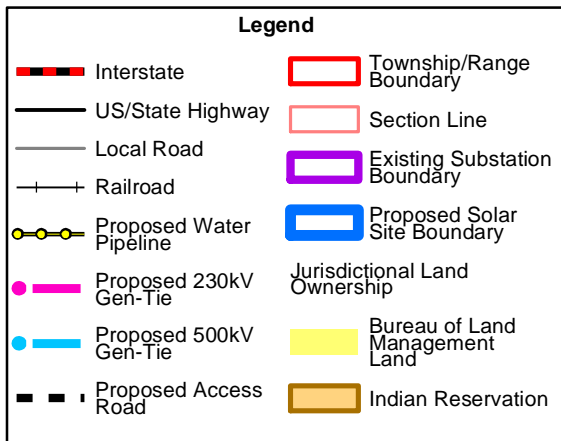 Legend
Interstate
US/State Highway
Local Road
Railroad
Proposed Water
Pipeline
Proposed 230kV
Gen-Tie
Proposed 500kV
Gen-Tie
Proposed Access
Road
Township/Range
Boundary
Section Line
Existing Substation
Boundary
Proposed Solar
Site Boundary
Jurisdictional Land
Ownership
Bureau of Land
Management
Land
Indian Reservation